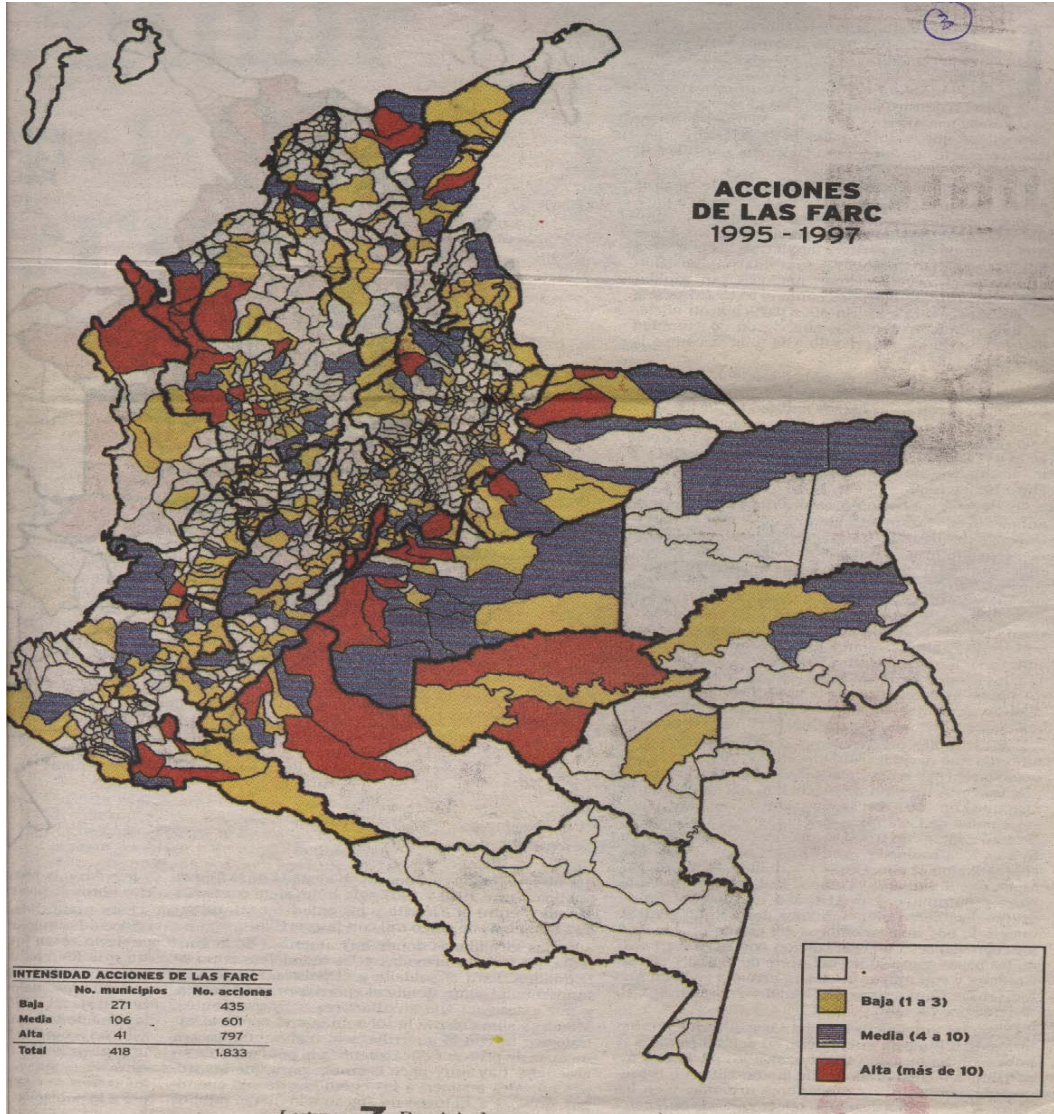 3
ACCIONES
DE LAS FARC
1995 - 1997
INTENSIDAD ACCIONES DE LAS FARC
No. municipios No. acciones
Baja 271 435
Media 106 601
Alta 41 797
Total 418 1.833
Baja (1 a 3)
Media (4 a 10)
Alta (más de 10)
7